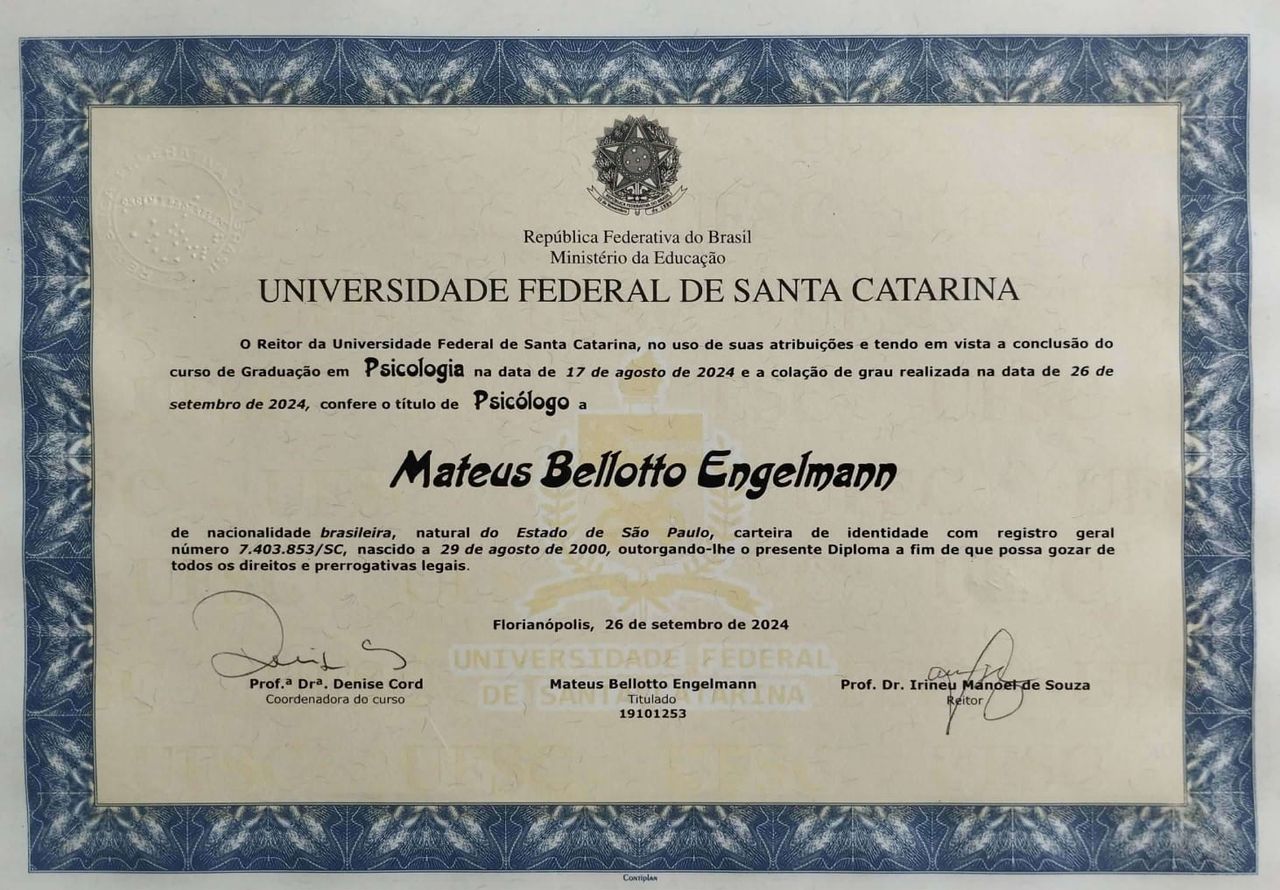 República Federativa do Brasil
Ministério da Educação
UNIVERSIDADE FEDERAL DE SANTA CATARINA
O Reitor da Universidade Federal de Santa Catarina, no uso de suas atribuições e tendo em vista a conclusão do
curso de Graduação em Psicologia na data de 17 de agosto de 2024 e a colação de grau realizada na data de 26 de
setembro de 2024, confere o título de Psicólogo a
Mateus Bellotto Engelmann
de nacionalidade brasileira, natural do Estado de São Paulo, carteira de identidade com registro geral
número 7.403.853/SC, nascido a 29 de agosto de 2000, outorgando-lhe o presente Diploma a fim de que possa gozar de
todos os direitos e prerrogativas legais.
Florianópolis, 26 de setembro de 2024
UNIVERSIDADE FEDERAL
DE SANTA CATARINA
Prof.ª Drª. Denise Cord
Coordenadora do curso
Mateus Bellotto Engelmann
Titulado
19101253
Prof. Dr. Irineu Manoel de Souza
Reitor
Contiplan